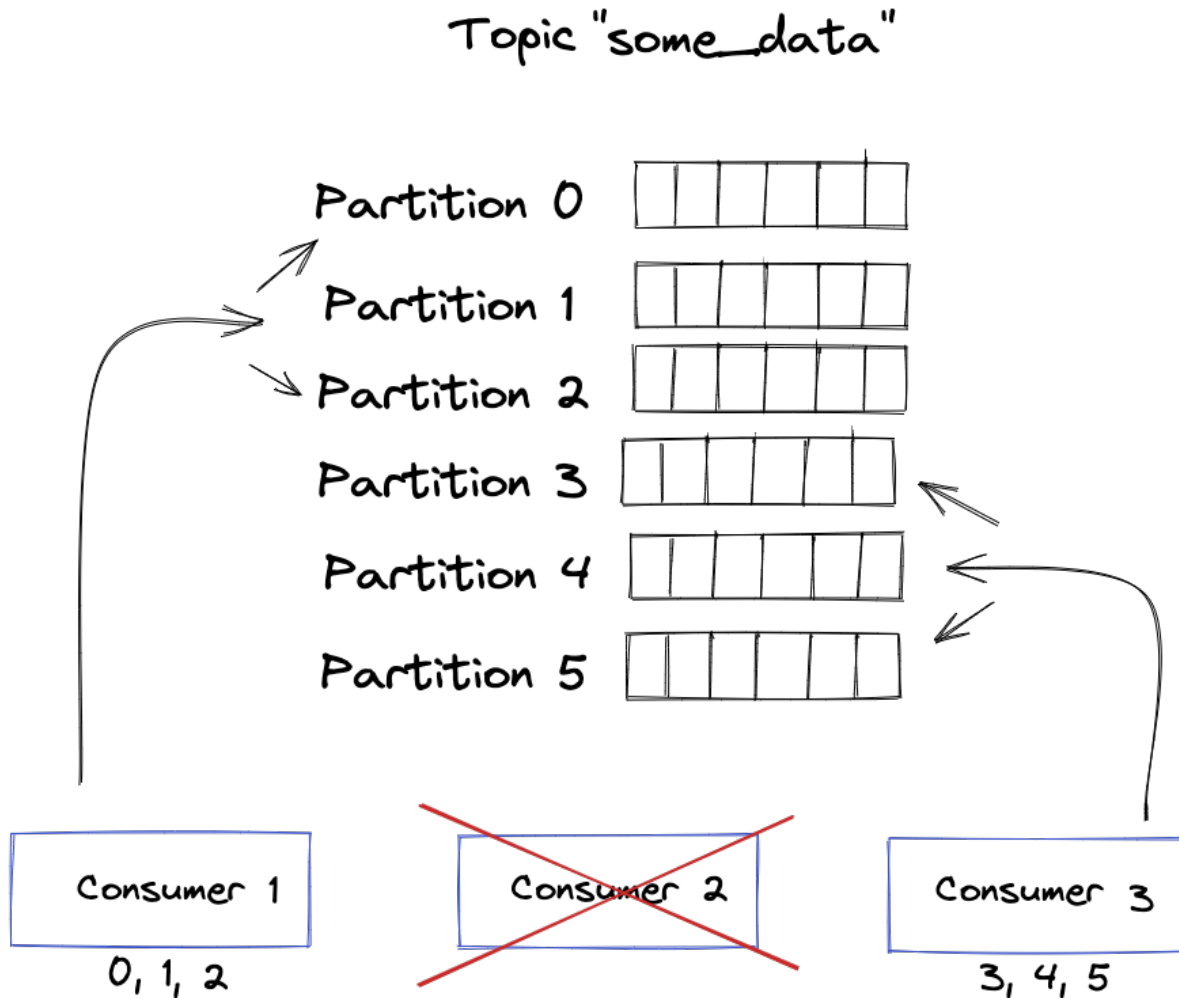 Topic "some_data"
Partition 0
Partition 1
Partition 2
Partition 3
Partition 4
Partition 5
Consumer 1
Consumer 2
Consumer 3
0, 1, 2
3, 4, 5